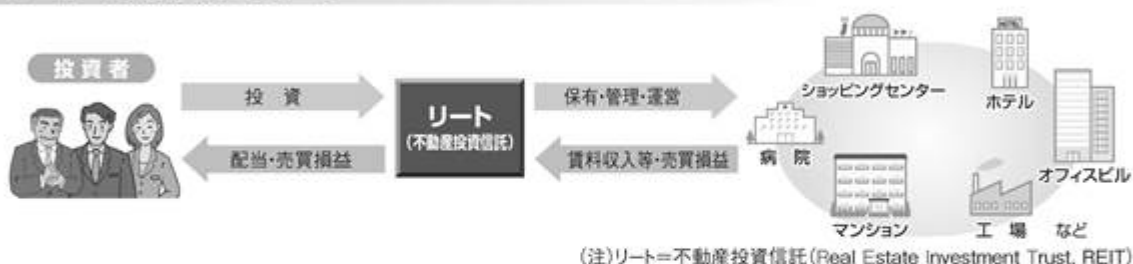 投資者
投 資
配当・売買損益
リート
(不動産投資信託)
保有・管理・運営
賃料収入等・売買損益
ショッピングセンター
HOTEL
ホテル
病 院
オフィスビル
マンション
工 場 など
(注)リート=不動産投資信託(Real Estate Investment Trust, REIT)